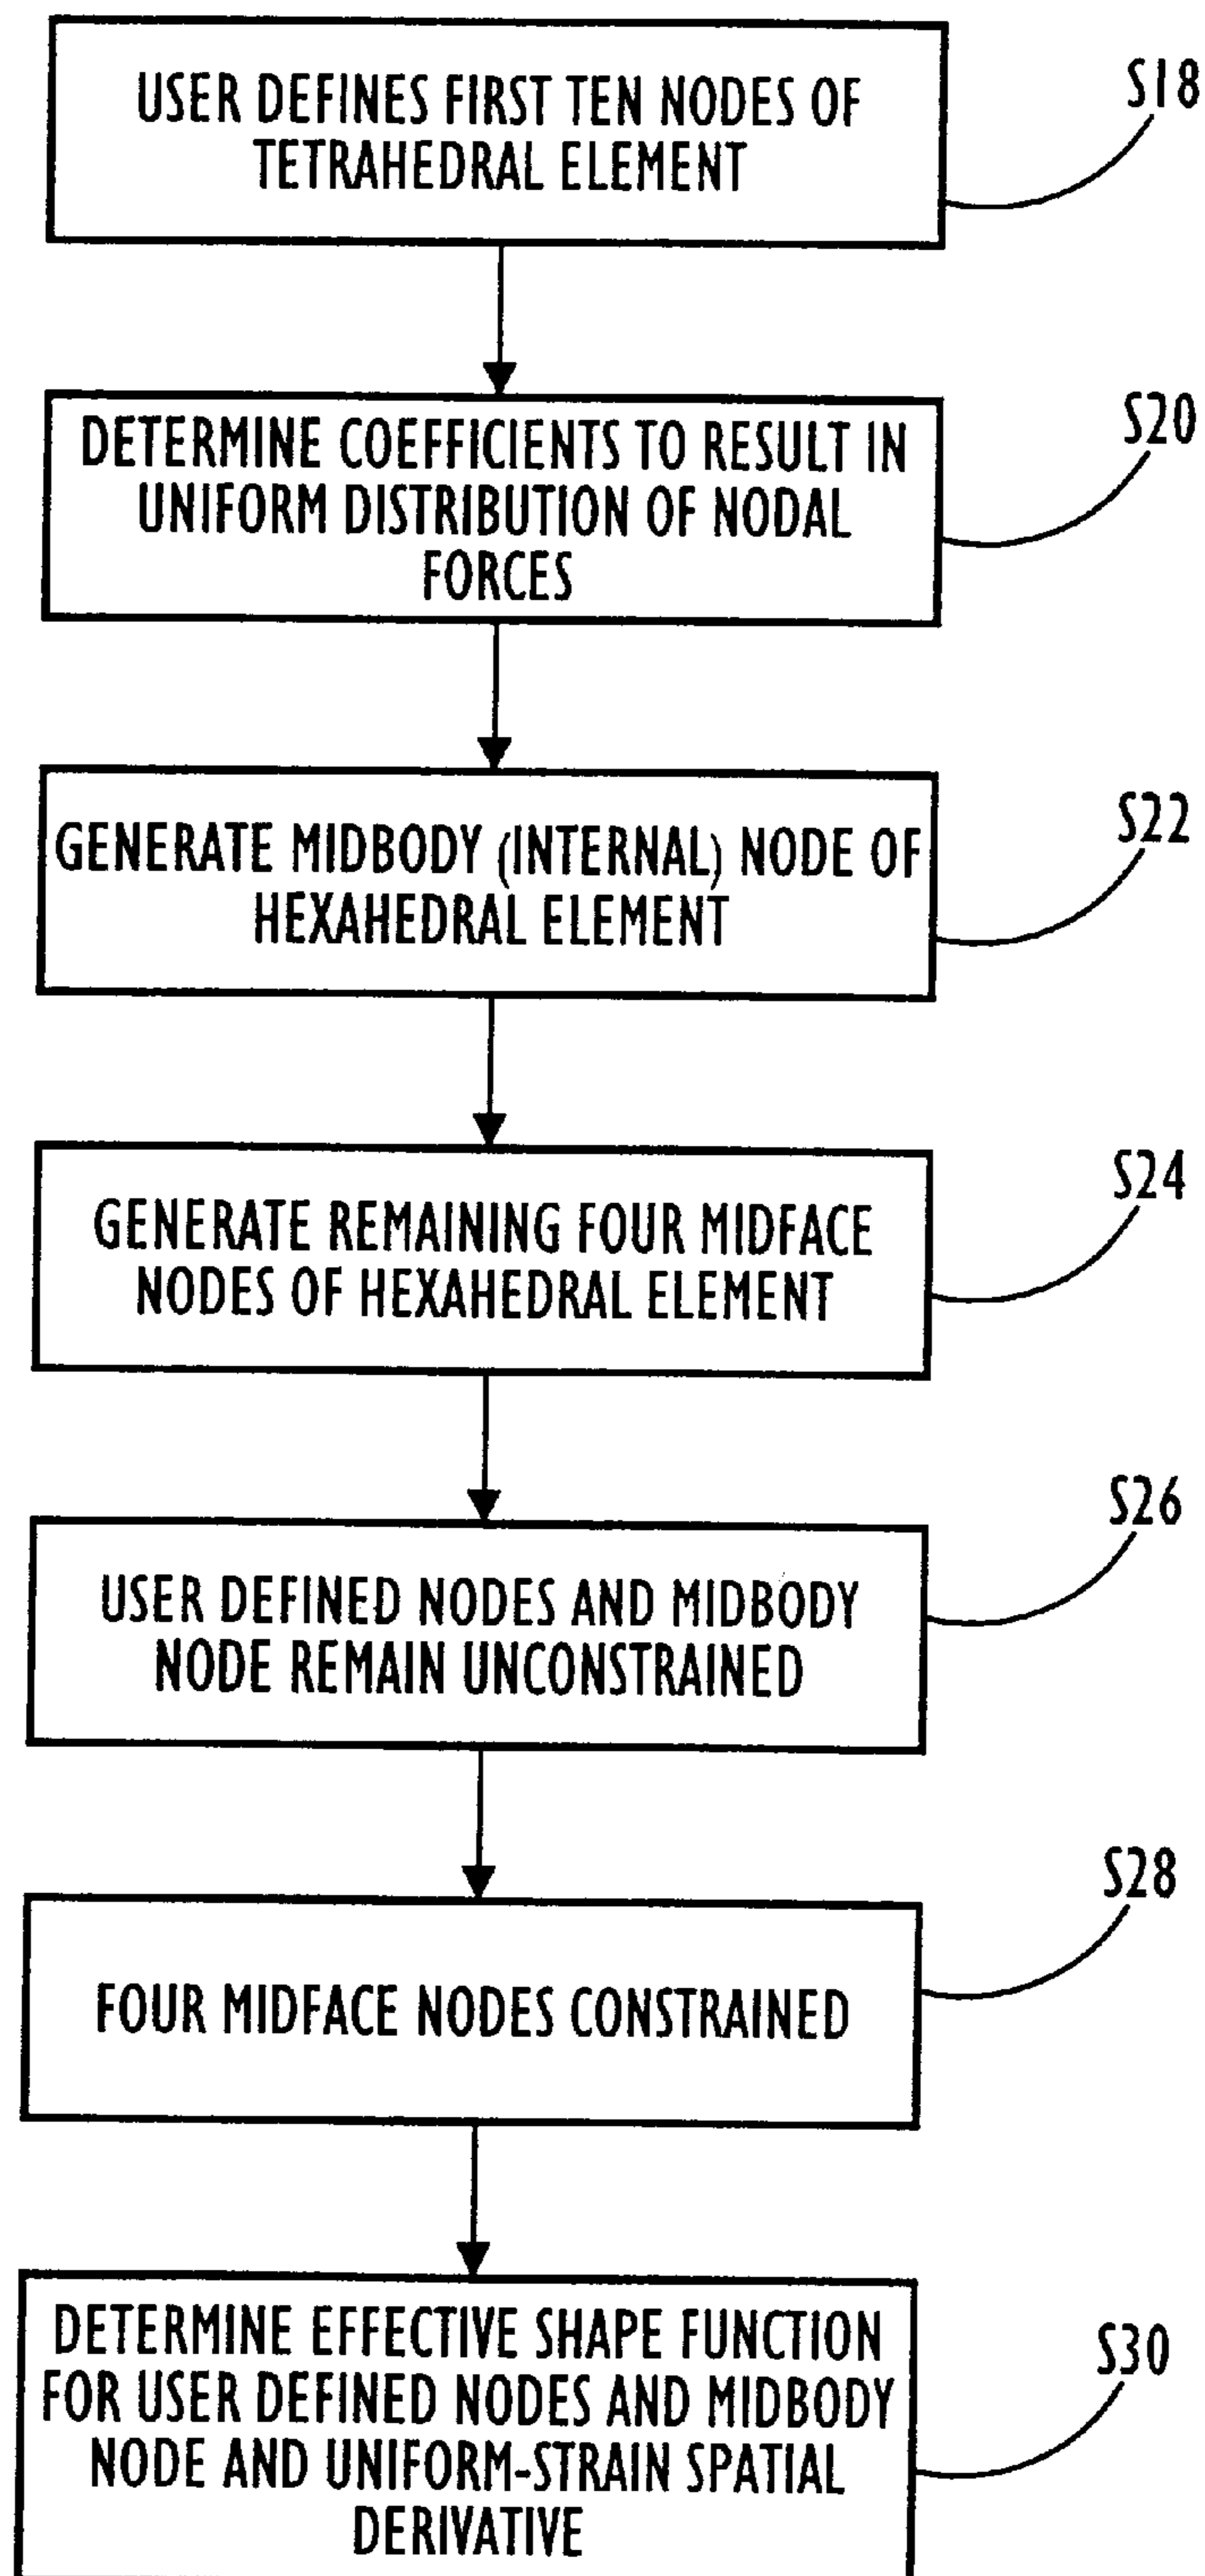 USER DEFINES FIRST TEN NODES OF
TETRAHEDRAL ELEMENT
S18
DETERMINE COEFFICIENTS TO RESULT IN
UNIFORM DISTRIBUTION OF NODAL
FORCES
S20
GENERATE MIDBODY (INTERNAL) NODE OF
HEXAHEDRAL ELEMENT
S22
GENERATE REMAINING FOUR MIDFACE
NODES OF HEXAHEDRAL ELEMENT
S24
USER DEFINED NODES AND MIDBODY
NODE REMAIN UNCONSTRAINED
S26
FOUR MIDFACE NODES CONSTRAINED
S28
DETERMINE EFFECTIVE SHAPE FUNCTION
FOR USER DEFINED NODES AND MIDBODY
NODE AND UNIFORM-STRAIN SPATIAL
DERIVATIVE
S30